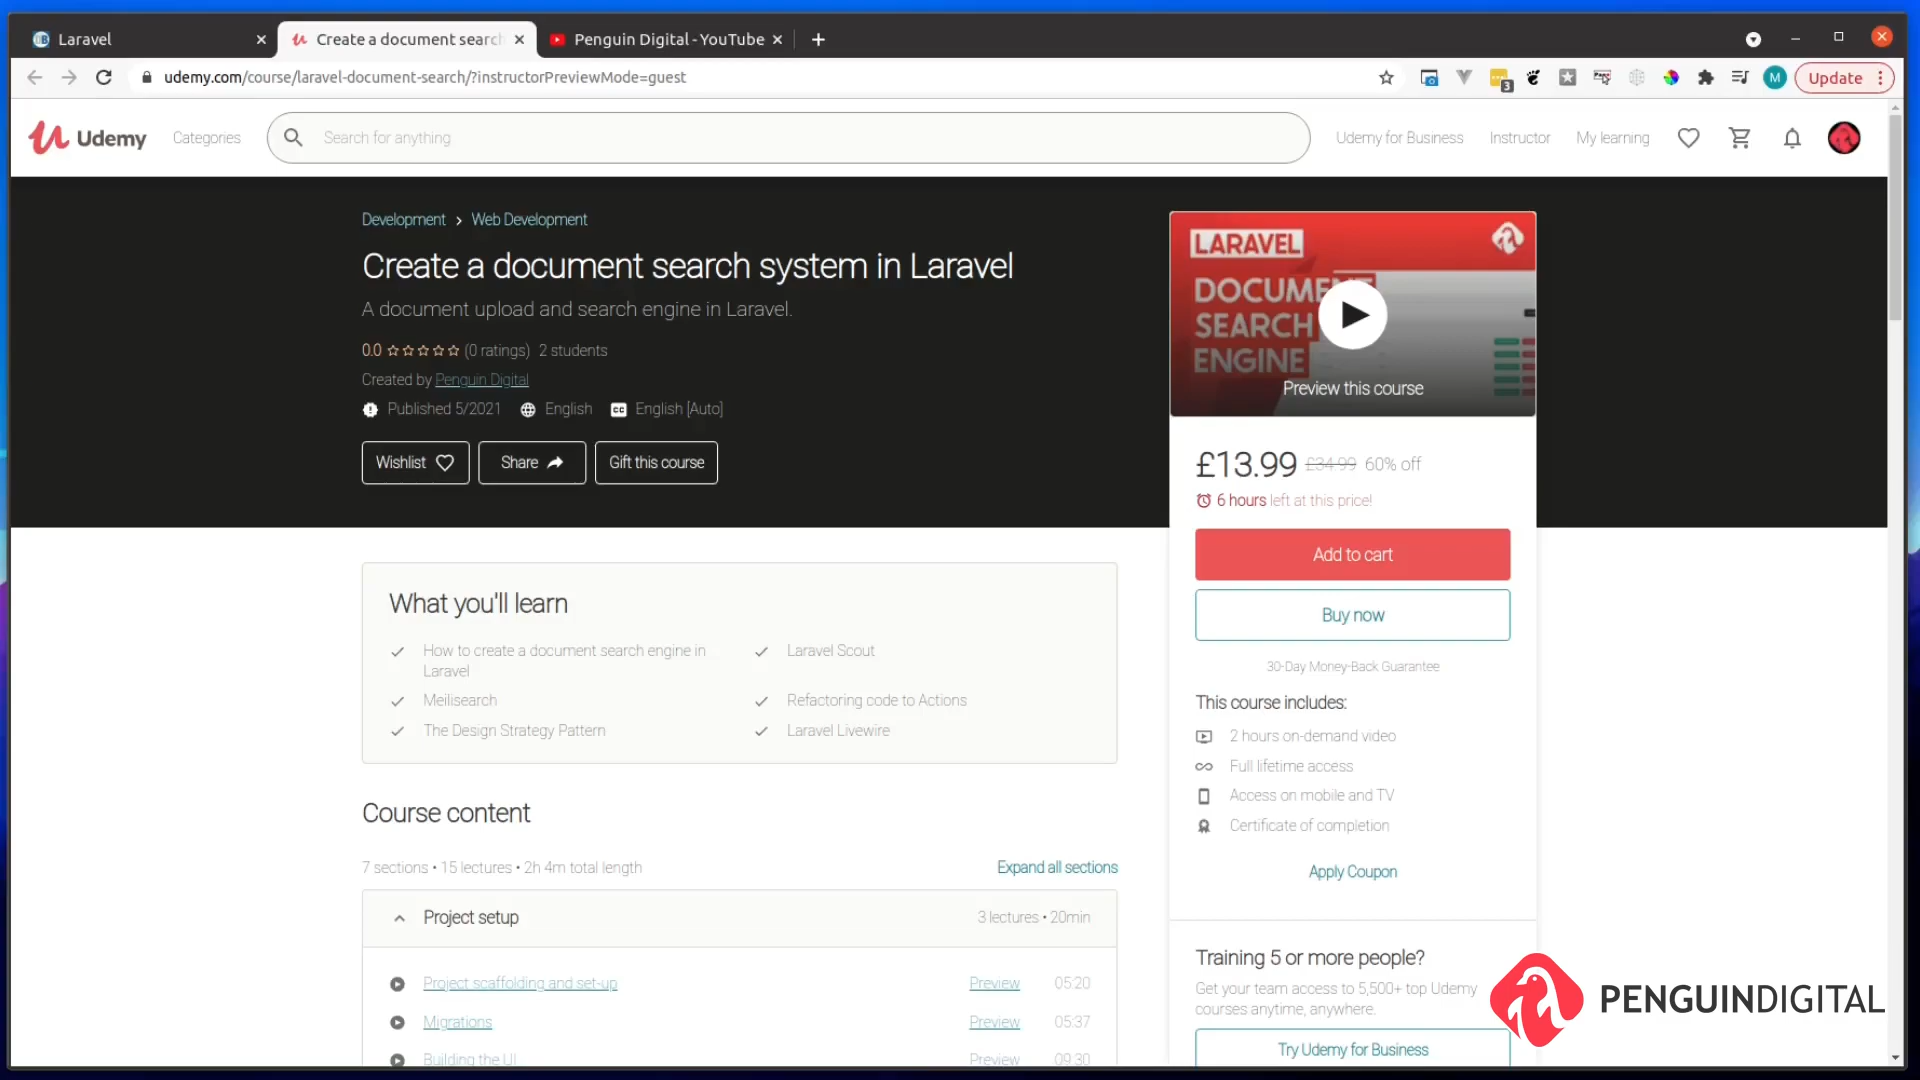 Laravel
Create a document search
Penguin Digital - YouTube
udemy.com/course/laravel-document-search/?instructorPreviewMode=guest
3
M
Update
Udemy
Categories
Search for anything
Udemy for Business
Instructor
My learning
Development > Web Development
Create a document search system in Laravel
A document upload and search engine in Laravel.
0.0 (0 ratings) 2 students
Created by Penguin Digital
Published 5/2021 English English [Auto]
Wishlist
Share
Gift this course
LARAVEL
DOCUMENT
SEARCH
ENGINE
Preview this course
£13.99 £34.99 60% off
6 hours left at this price!
Add to cart
Buy now
30-Day Money-Back Guarantee
This course includes:
2 hours on-demand video
Full lifetime access
Access on mobile and TV
Certificate of completion
Apply Coupon
Training 5 or more people?
Get your team access to 5,500+ top Udemy
courses anytime, anywhere.
Try Udemy for Business
What you'll learn
How to create a document search engine in
Laravel
Laravel Scout
Meilisearch
Refactoring code to Actions
The Design Strategy Pattern
Laravel Livewire
Course content
7 sections • 15 lectures • 2h 4m total length
Expand all sections
Project setup
3 lectures • 20min
Project scaffolding and set-up Preview 05:20
Migrations Preview 05:37
Building the UI Preview 09:30
PENGUINDIGITAL